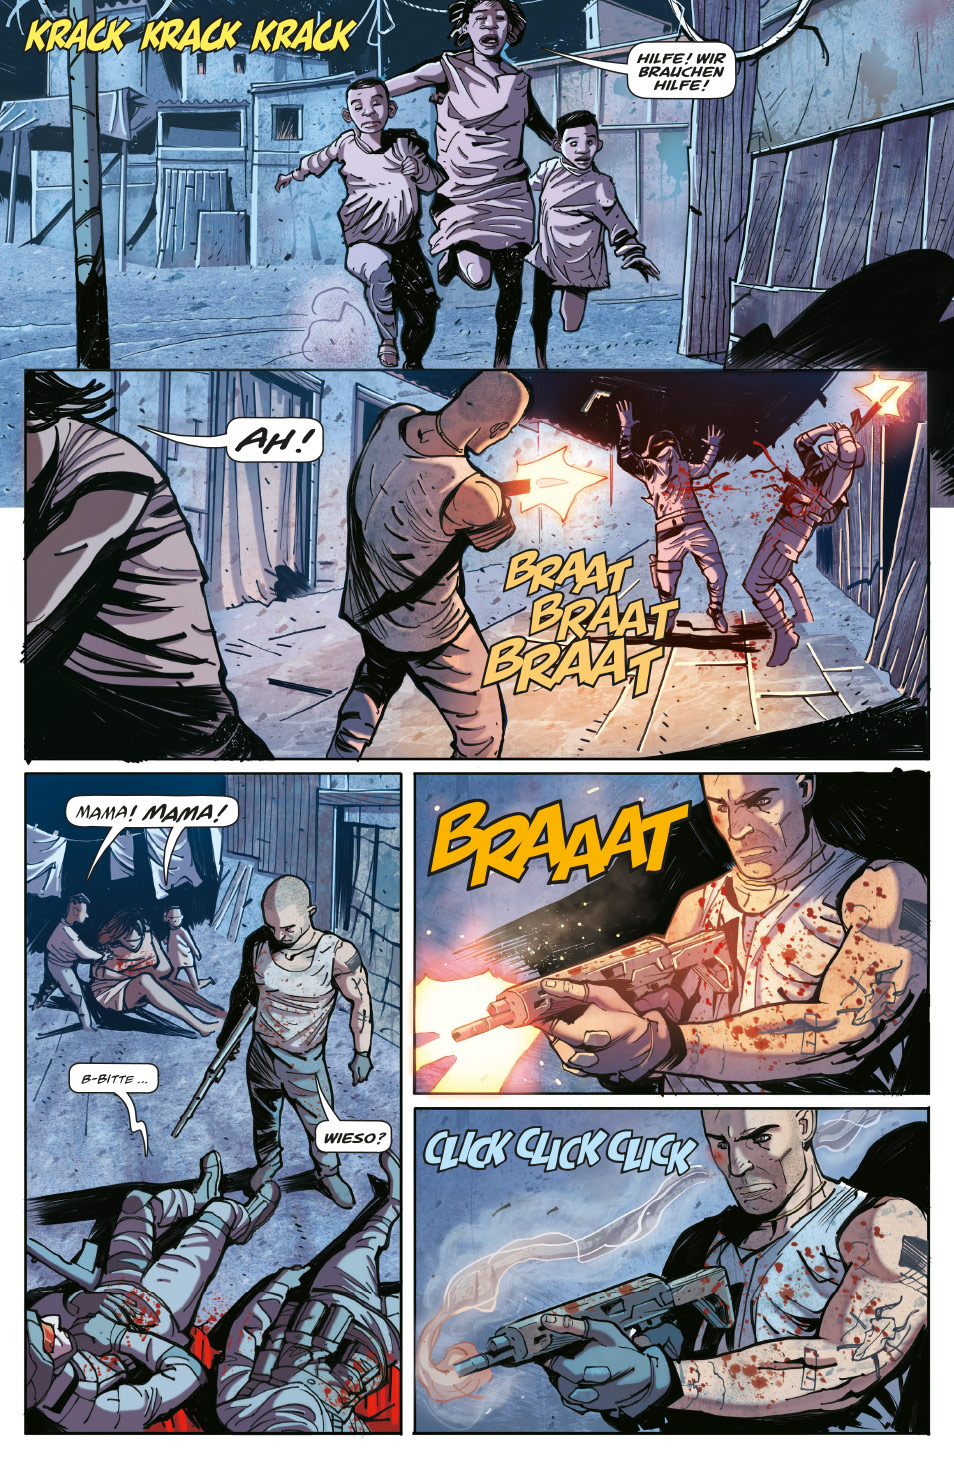 KRACK KRACK KRACK
HILFE! WIR
BRAUCHEN
HILFE!
AH!
BRAAT
BRAAT
BRAAT
MAMA! MAMA!
B-BITTE ...
WIESO?
BRAAAT
CLICK CLICK CLICK